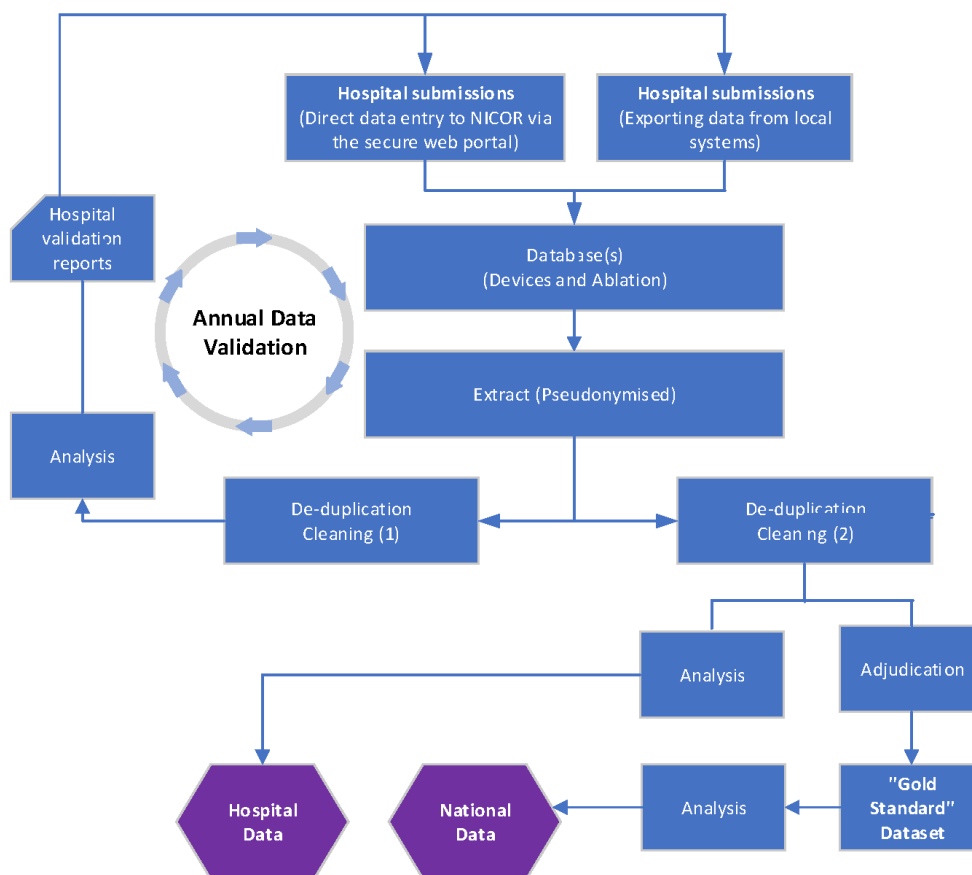 Hospital submissions
(Direct data entry to NICOR via
the secure web portal)
Hospital submissions
(Exporting data from local
systems)
Hospital
validation
reports
Database(s)
(Devices and Ablation)
Annual Data
Validation
Extract (Pseudonymised)
Analysis
De-duplication
Cleaning (1)
De-duplication
Cleaning (2)
Analysis
Adjudication
Hospital
Data
National
Data
Analysis
"Gold
Standard"
Dataset